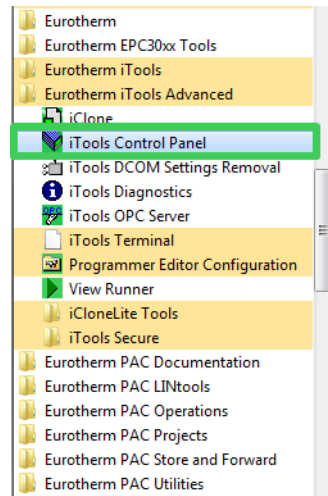 Eurotherm
Eurotherm EPC30xx Tools
Eurotherm iTools
Eurotherm iTools Advanced
iClone
iTools Control Panel
iTools DCOM Settings Removal
iTools Diagnostics
OPC iTools OPC Server
iTools Terminal
Programmer Editor Configuration
View Runner
iCloneLite Tools
iTools Secure
Eurotherm PAC Documentation
Eurotherm PAC LINtools
Eurotherm PAC Operations
Eurotherm PAC Projects
Eurotherm PAC Store and Forward
Eurotherm PAC Utilities